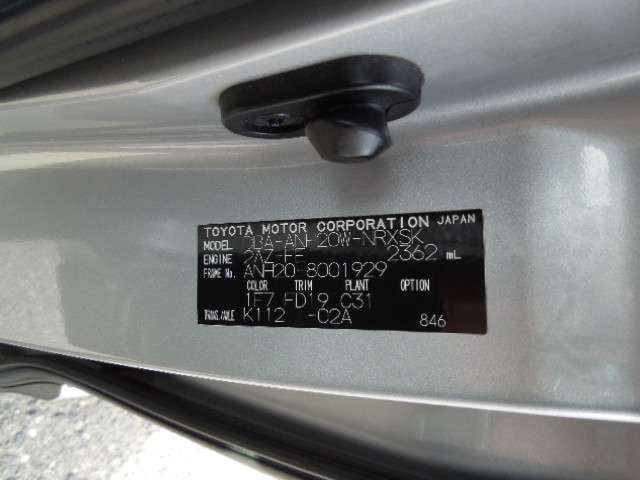 TOYOTA MOTOR CORPORATION JAPAN
MODEL DBA-ANH20W-NRXSK
ENGINE 2AZ-FE 2362 mL
FRAME No. ANH20-8001929
COLOR TRIM PLANT OPTION
1F7 FD19 C31
TRANS./AXLE K112 -02A 846